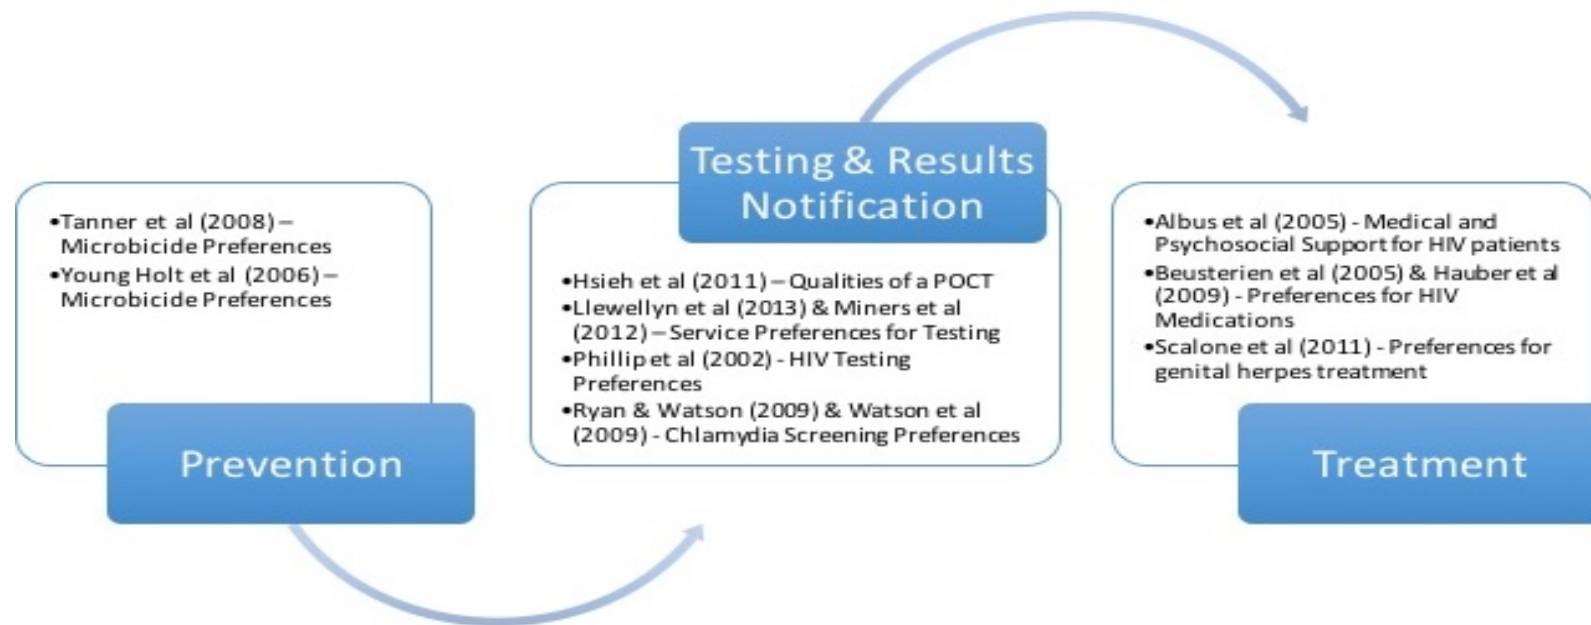 •Tanner et al (2008) –
Microbicide Preferences
•Young Holt et al (2006) –
Microbicide Preferences
Prevention
Testing & Results
Notification
•Hsieh et al (2011) – Qualities of a POCT
•Llewellyn et al (2013) & Miners et al
(2012) – Service Preferences for Testing
•Phillip et al (2002) - HIV Testing
Preferences
•Ryan & Watson (2009) & Watson et al
(2009) - Chlamydia Screening Preferences
•Albus et al (2005) - Medical and
Psychosocial Support for HIV patients
•Beusterien et al (2005) & Hauber et al
(2009) - Preferences for HIV
Medications
•Scalone et al (2011) - Preferences for
genital herpes treatment
Treatment